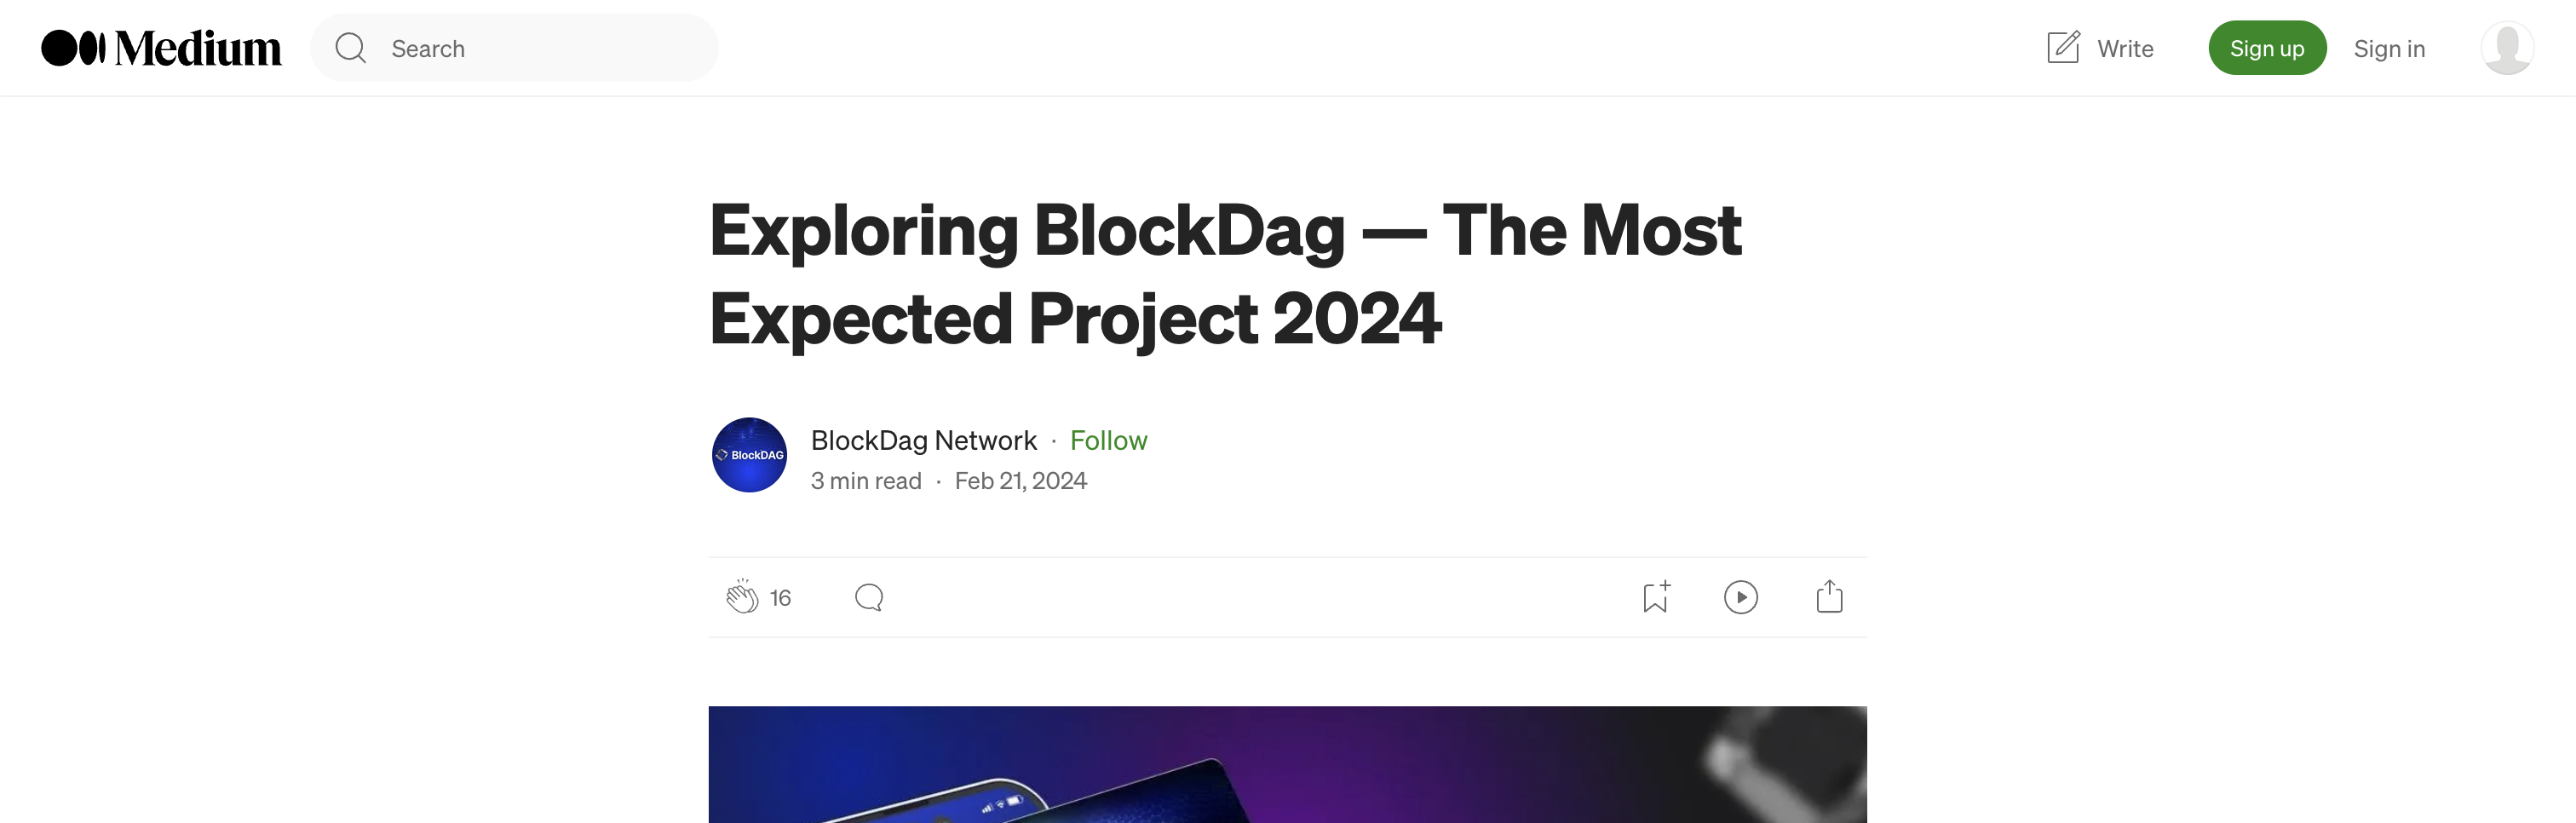 Medium
Search
Write
Sign up
Sign in
Exploring BlockDag — The Most
Expected Project 2024
BlockDAG
BlockDag Network · Follow
3 min read · Feb 21, 2024
16